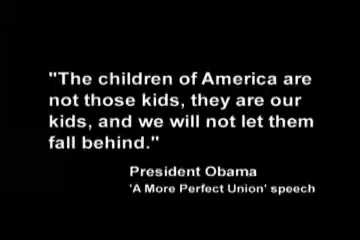 "The children of America are
not those kids, they are our
kids, and we will not let them
fall behind."
President Obama
'A More Perfect Union' speech